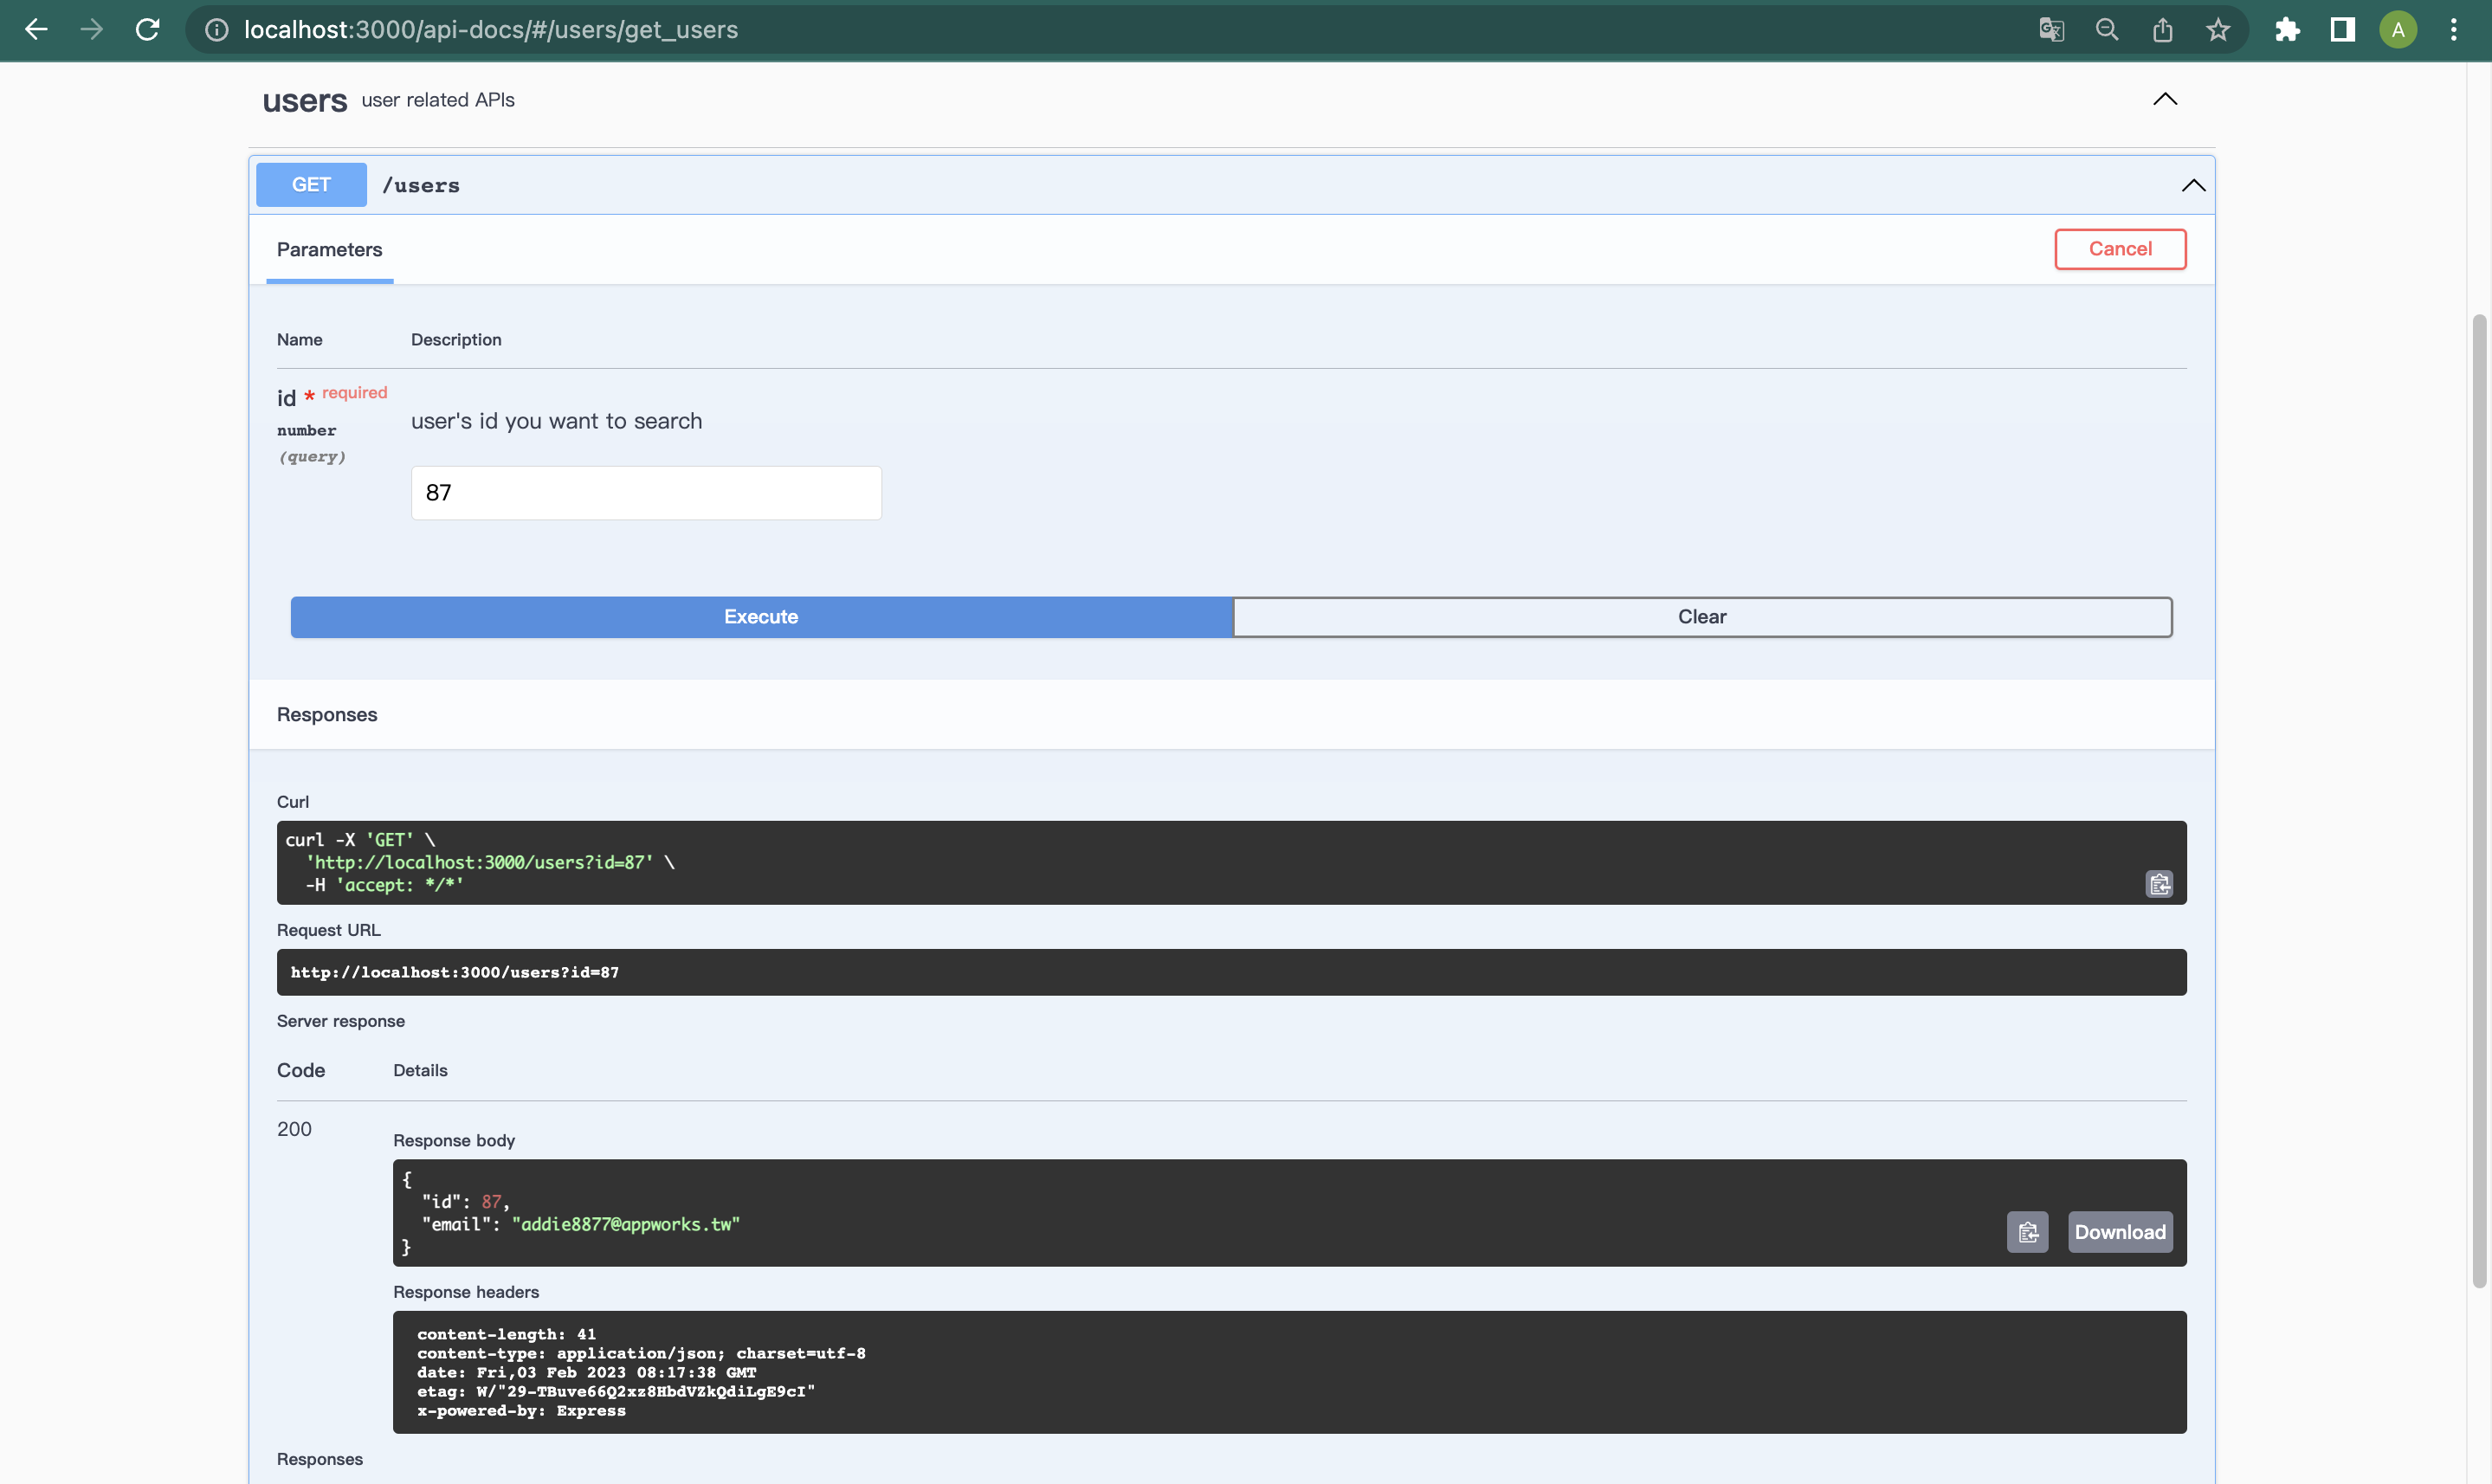 localhost:3000/api-docs/#/users/get_users
A
users user related APIs
GET /users
Parameters
Cancel
Name Description
id * required
number
(query)
user's id you want to search
87
Execute
Clear
Responses
Curl
curl -X 'GET' \
'http://localhost:3000/users?id=87' \
-H 'accept: */*'
Request URL
http://localhost:3000/users?id=87
Server response
Code Details
200
Response body
{
"id": 87,
"email": "addie8877@appworks.tw"
}
Download
Response headers
content-length: 41
content-type: application/json; charset=utf-8
date: Fri,03 Feb 2023 08:17:38 GMT
etag: W/"29-TBuve66Q2xz8HbdVZkQdiLgE9cI"
x-powered-by: Express
Responses